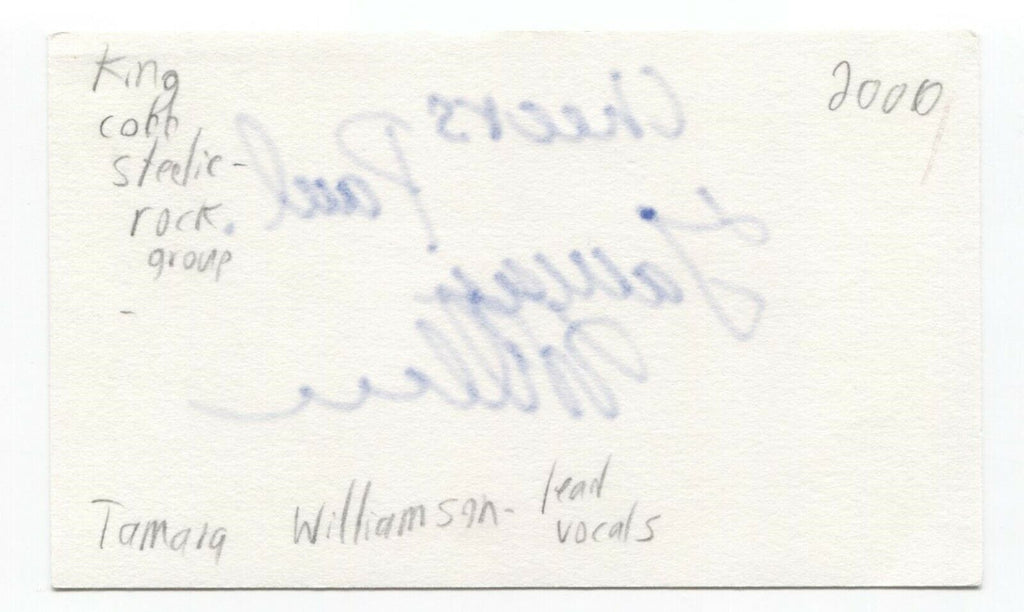 King
cobb
steelie-
rock.
group
-
2000
Cheers
Paul
Tamara Williamson- lead
vocals